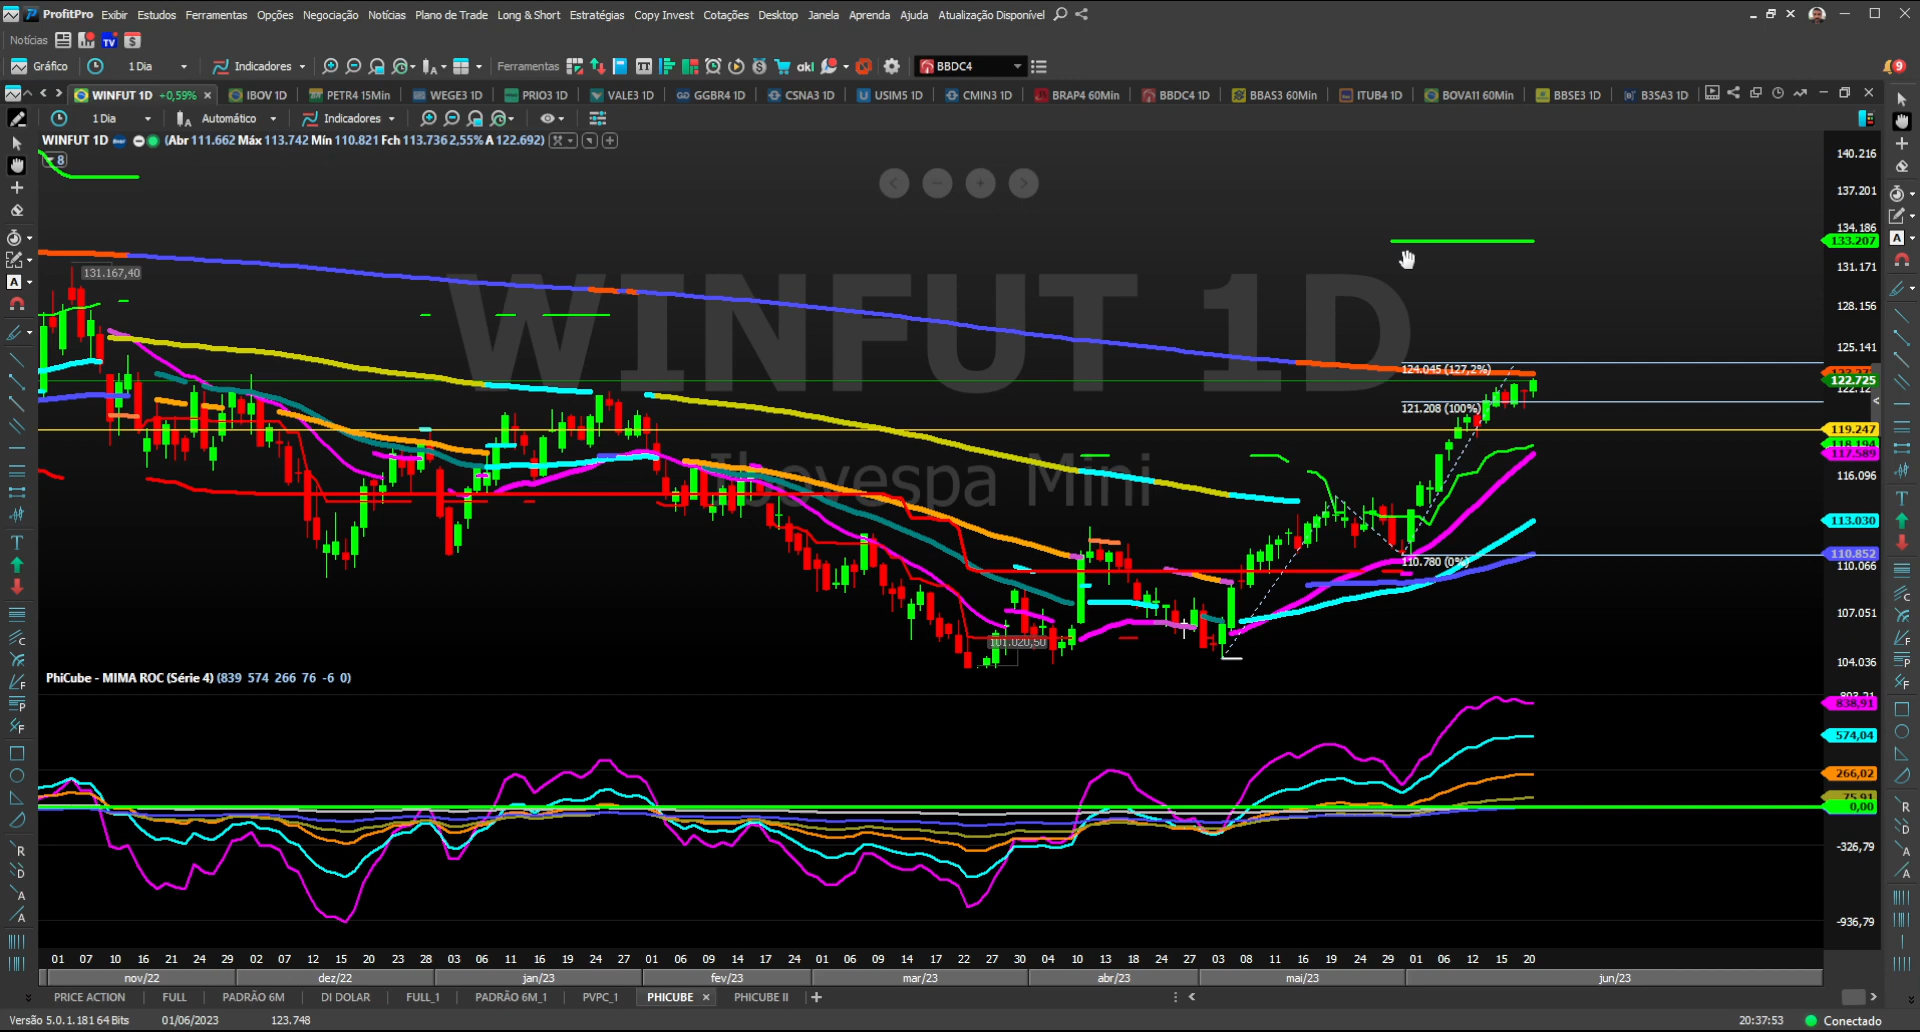 ProfitPro Exibir Estudos Ferramentas Opções Negociação Notícias Plano de Trade Long & Short Estratégias Copy Invest Cotações Desktop Janela Aprenda Ajuda Atualização Disponível
Notícias TV $
Gráfico 1 Dia Indicadores Ferramentas akl BBDC4 9
WINFUT 1D +0,59% × IBOV 1D PETR4 15Min WEGE3 1D PRIO3 1D VALE3 1D GGBR4 1D CSNA3 1D USIM5 1D CMIN3 1D BRAP4 60Min BBDC4 1D BBAS3 60Min ITUB4 1D BOVA11 60Min BBSE3 1D B3SA3 1D
1 Dia Automático Indicadores
WINFUT 1D (Abr 111.662 Máx 113.742 Mín 110.821 Fch 113.736 2,55% A 122.692)
8
WINFUT 1D
Ibovespa Mini
131.167,40
124.045 (127,2%)
121.208 (100%)
110.780 (0%)
101.020,50
140.216
137.201
134.186
133.207
131.171
128.156
125.141
122.725
119.247
118.194
117.589
116.096
113.030
110.852
110.066
107.051
104.036
PhiCube - MIMA ROC (Série 4) (839 574 266 76 -6 0)
838,91
574,04
266,02
75,91
0,00
-326,79
-936,79
01 07 10 16 21 24 29 02 07 12 15 20 23 28 03 06 11 16 19 24 27 01 06 09 14 17 24 01 06 09 14 17 22 27 30 04 10 13 18 24 27 03 08 11 16 19 24 29 01 06 12 15 20
nov/22 dez/22 jan/23 fev/23 mar/23 abr/23 mai/23 jun/23
PRICE ACTION FULL PADRÃO 6M DI DOLAR FULL_1 PADRÃO 6M_1 PVPC_1 PHICUBE × PHICUBE II +
Versão 5.0.1.181 64 Bits 01/06/2023 123.748 20:37:53 Conectado